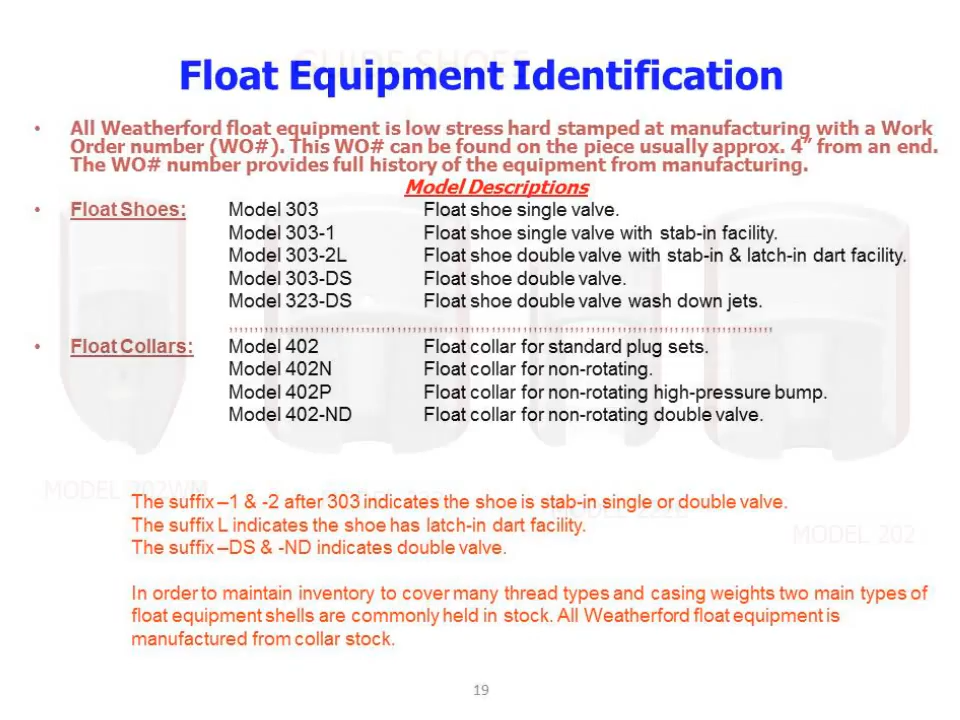 GUIDE SHOES
Float Equipment Identification
• All Weatherford float equipment is low stress hard stamped at manufacturing with a Work
Order number (WO#). This WO# can be found on the piece usually approx. 4” from an end.
The WO# number provides full history of the equipment from manufacturing.
Model Descriptions
• Float Shoes: Model 303 Float shoe single valve.
Model 303-1 Float shoe single valve with stab-in facility.
Model 303-2L Float shoe double valve with stab-in & latch-in dart facility.
Model 303-DS Float shoe double valve.
Model 323-DS Float shoe double valve wash down jets.
• Float Collars: Model 402 Float collar for standard plug sets.
Model 402N Float collar for non-rotating.
Model 402P Float collar for non-rotating high-pressure bump.
Model 402-ND Float collar for non-rotating double valve.
MODEL 202WM
The suffix –1 & -2 after 303 indicates the shoe is stab-in single or double valve.
The suffix L indicates the shoe has latch-in dart facility.
MODEL 202
The suffix –DS & -ND indicates double valve.
In order to maintain inventory to cover many thread types and casing weights two main types of
float equipment shells are commonly held in stock. All Weatherford float equipment is
manufactured from collar stock.
19